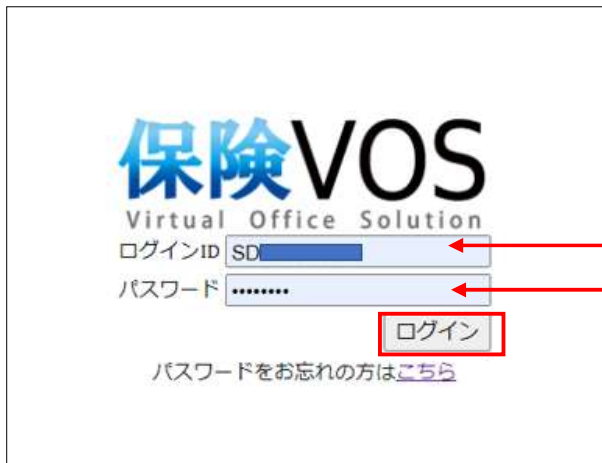 保険VOS
Virtual Office Solution
ログインID SD
パスワード ••••••••
ログイン
パスワードをお忘れの方はこちら